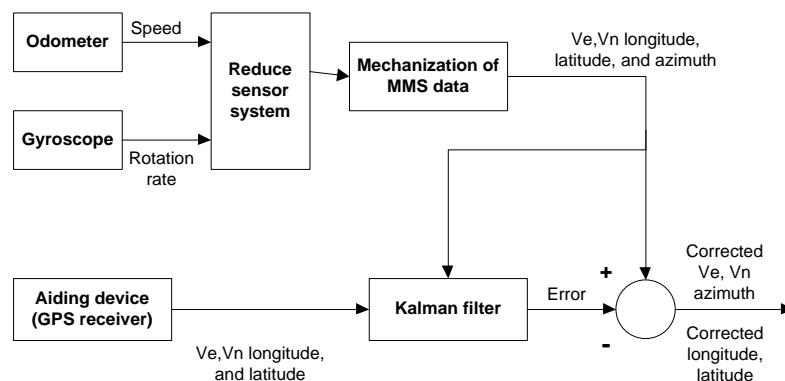 Odometer
Speed
Reduce
sensor
system
Mechanization of
MMS data
Ve,Vn longitude,
latitude, and azimuth
Gyroscope
Rotation
rate
Aiding device
(GPS receiver)
Ve,Vn longitude,
and latitude
Kalman filter
Error
+
-
Corrected
Ve, Vn
azimuth
Corrected
longitude,
latitude